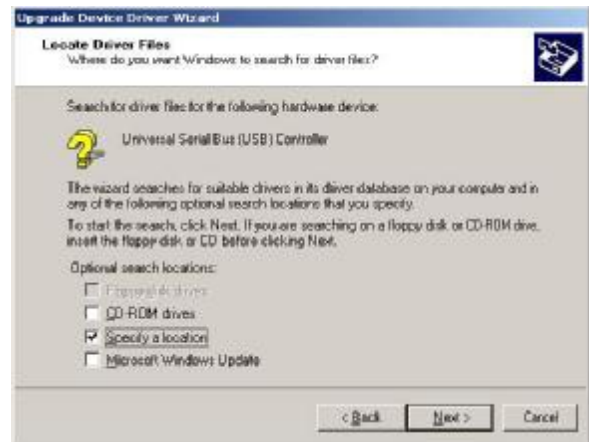 Upgrade Device Driver Wizard
Locate Driver Files
Where do you want Windows to search for driver files?
Search for driver files for the following hardware device:
Universal Serial Bus (USB) Controller
The wizard searches for suitable drivers in its driver database on your computer and in
any of the following optional search locations that you specify.
To start the search, click Next. If you are searching on a floppy disk or CD-ROM drive,
insert the floppy disk or CD before clicking Next.
Optional search locations:
Floppy disk drives
CD-ROM drives
Specify a location
Microsoft Windows Update
< Back
Next >
Cancel